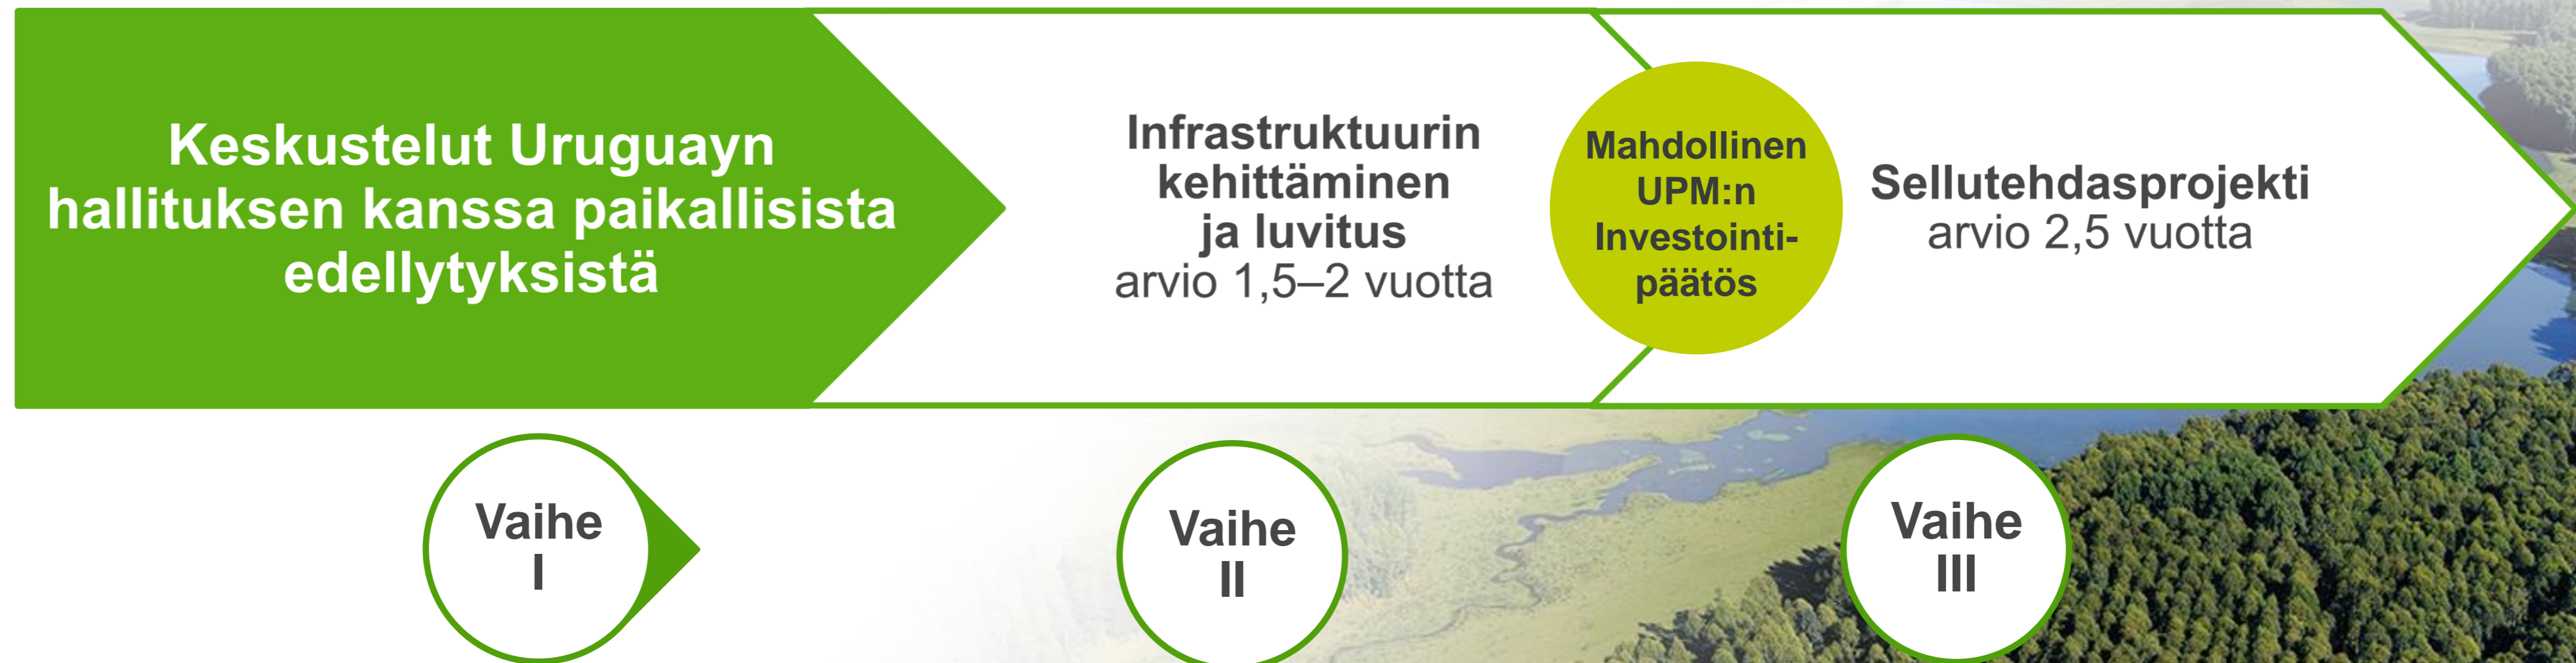 Keskustelut Uruguayn
hallituksen kanssa paikallisista
edellytyksistä
Infrastruktuurin
kehittäminen
ja luvitus
arvio 1,5–2 vuotta
Mahdollinen
UPM:n
Investointi-
päätös
Sellutehdasprojekti
arvio 2,5 vuotta
Vaihe
I
Vaihe
II
Vaihe
III